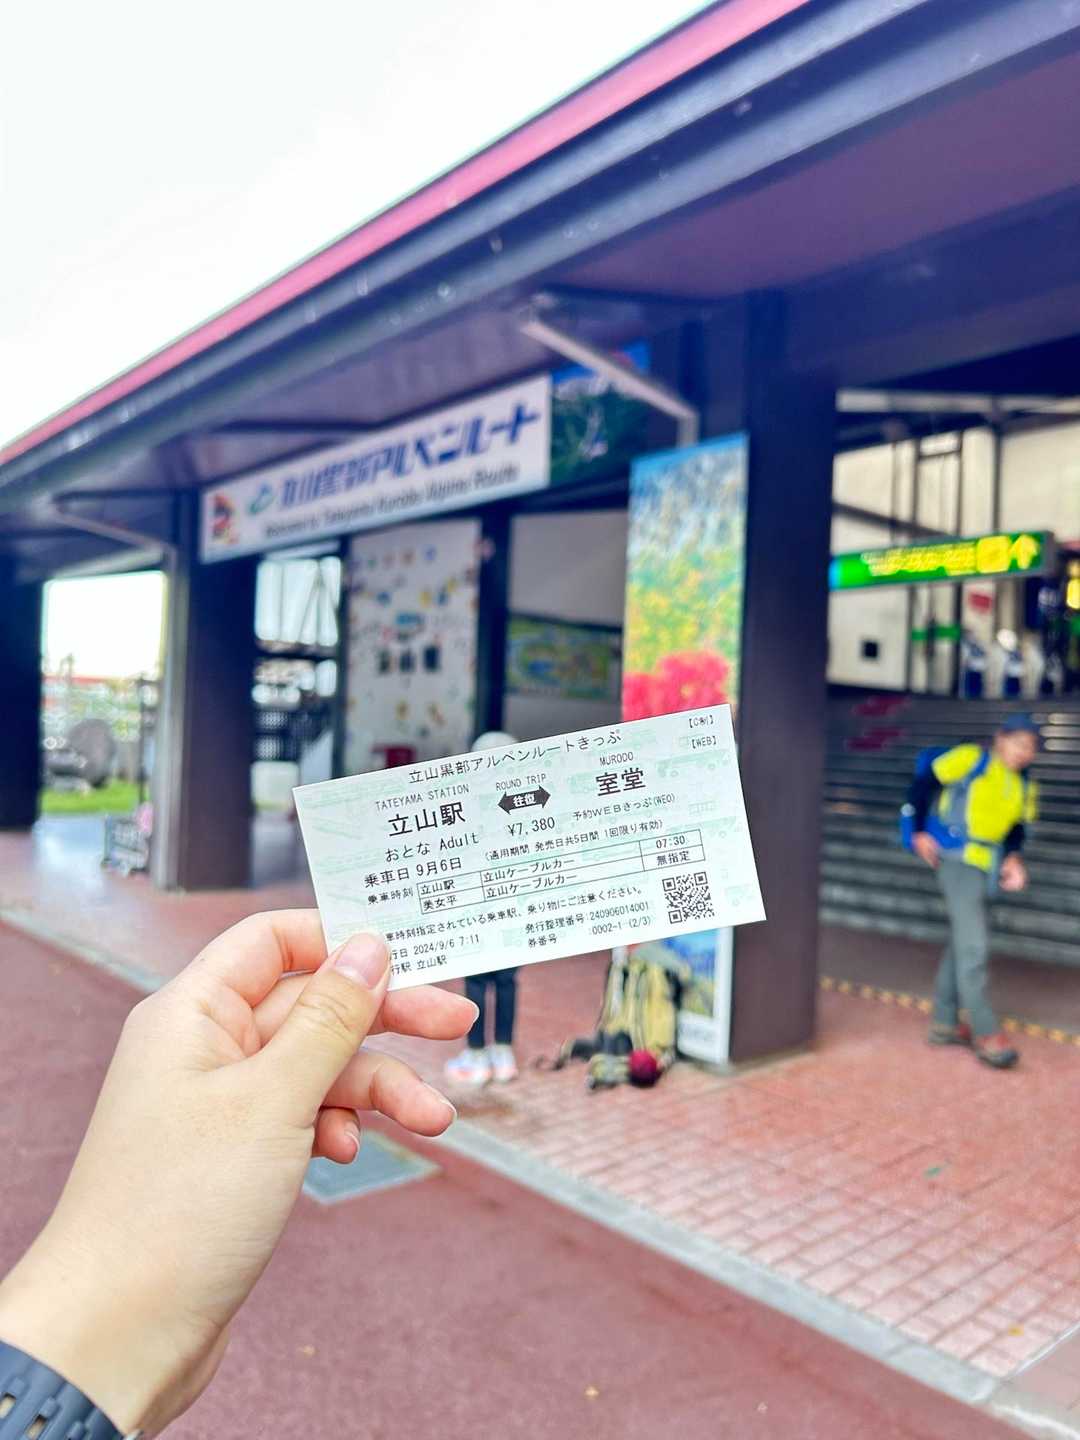 立山黒部アルペンルート
Welcome to Tateyama Kurobe Alpine Route
【C制】
立山黒部アルペンルートきっぷ
【WEB】
TATEYAMA STATION ROUND TRIP MURODO
立山駅 往復 室堂
おとな Adult ¥7,380 予約WEBきっぷ(WEO)
乗車日 9月6日 (通用期間 発売日共5日間 1回限り有効)
乗車時刻 立山駅 立山ケーブルカー 07:30
美女平 立山ケーブルカー 無指定
車時刻指定されている乗車駅、乗り物にご注意ください。
行日 2024/9/6 7:11 発行整理番号:240906014001
行駅 立山駅 券番号 :0002-1 (2/3)